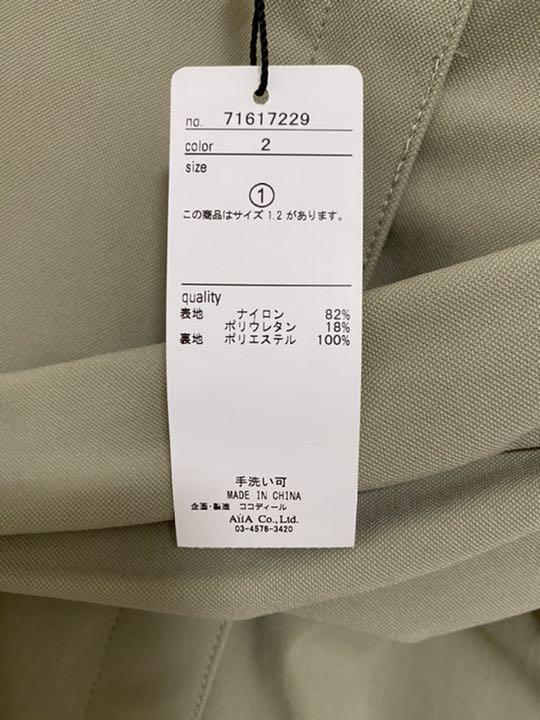 no. 71617229
color 2
size
①
この商品はサイズ 1.2 があります。
quality
表地 ナイロン 82%
ポリウレタン 18%
裏地 ポリエステル 100%
手洗い可
MADE IN CHINA
企画・製造 ココディール
AiiA Co., Ltd.
03-4578-3420